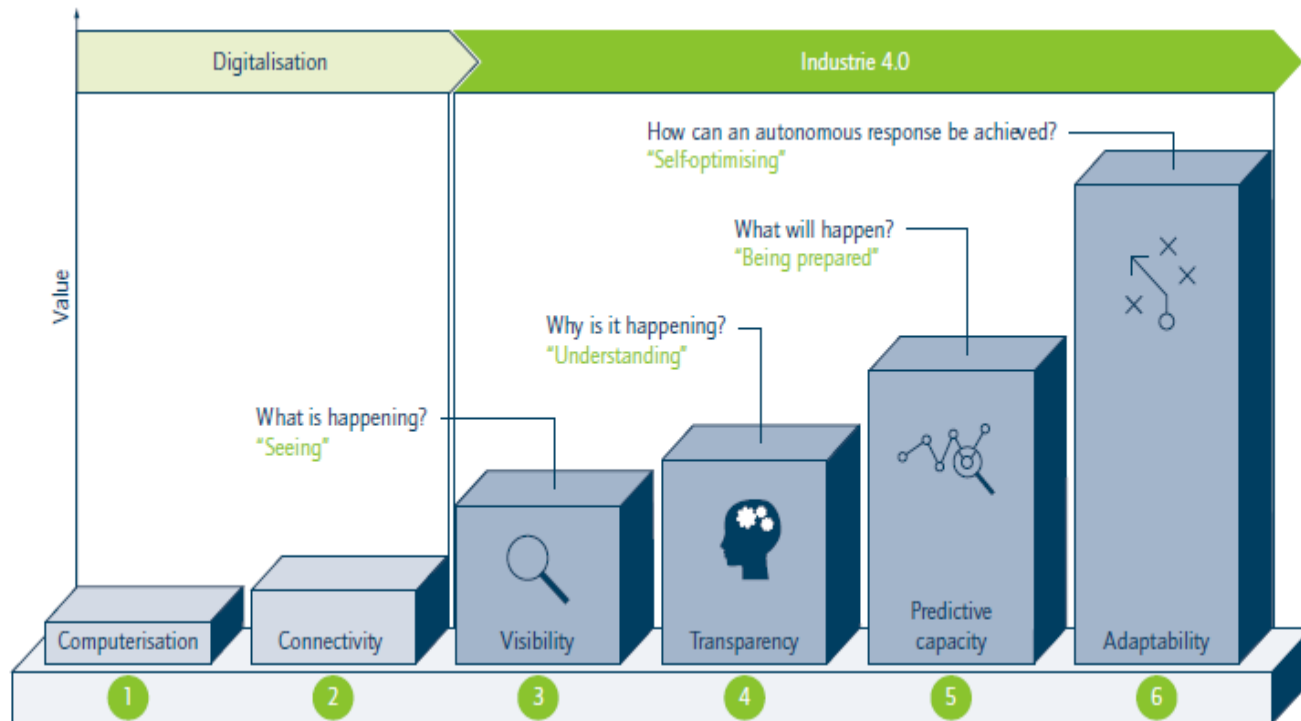 Digitalisation
Industrie 4.0
Value
How can an autonomous response be achieved?
“Self-optimising”
What will happen?
“Being prepared”
Why is it happening?
“Understanding”
What is happening?
“Seeing”
Computerisation
Connectivity
Visibility
Transparency
Predictive
capacity
Adaptability
1
2
3
4
5
6